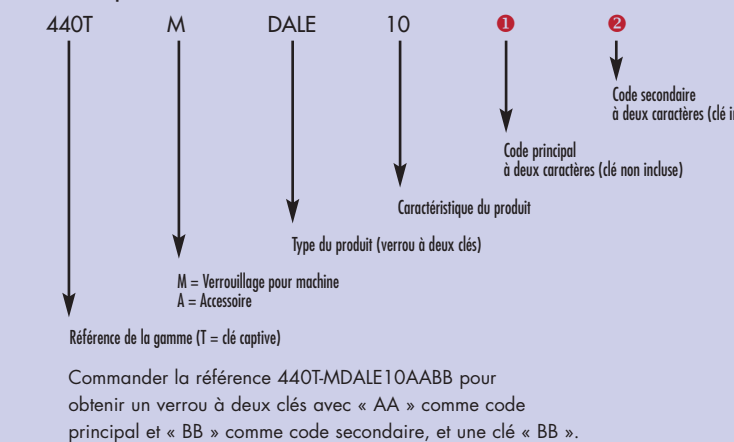 440T M DALE 10 ❶ ❷
Code secondaire
à deux caractères (clé
Code principal
à deux caractères (clé non incluse)
Caractéristique du produit
Type du produit (verrou à deux clés)
M = Verrouillage pour machine
A = Accessoire
Référence de la gamme (T = clé captive)
Commander la référence 440T-MDALE10AABB pour
obtenir un verrou à deux clés avec « AA » comme code
principal et « BB » comme code secondaire, et une clé « BB ».